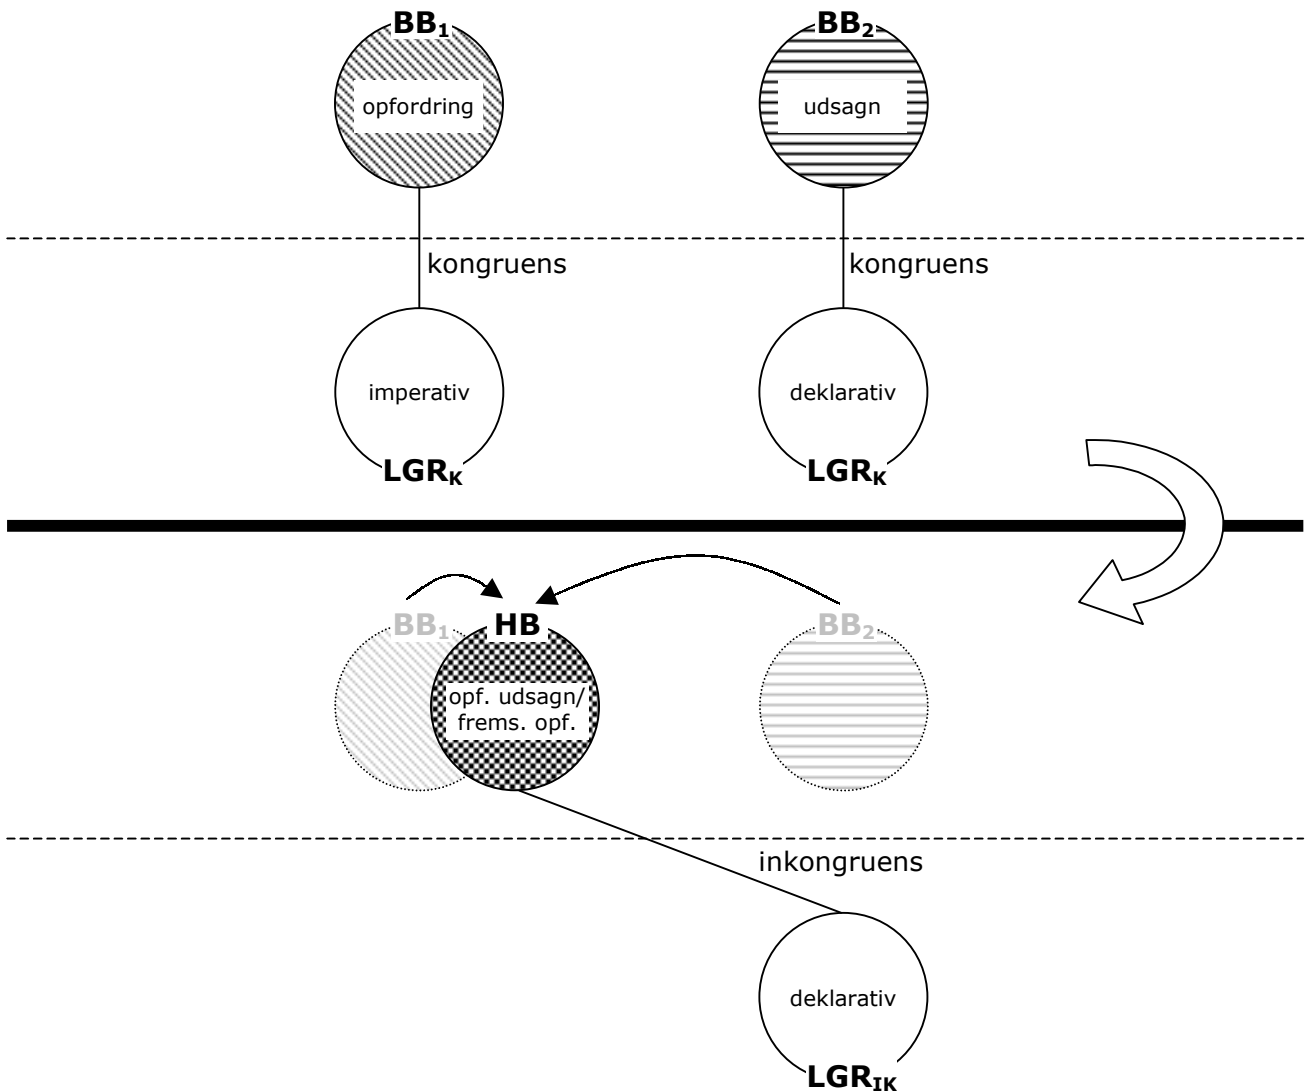 BB₁
BB₂
opfordring
udsagn
kongruens
kongruens
imperativ
deklarativ
LGR_K
LGR_K
BB₁
HB
BB₂
opf. udsagn/
frems. opf.
inkongruens
deklarativ
LGR_IK